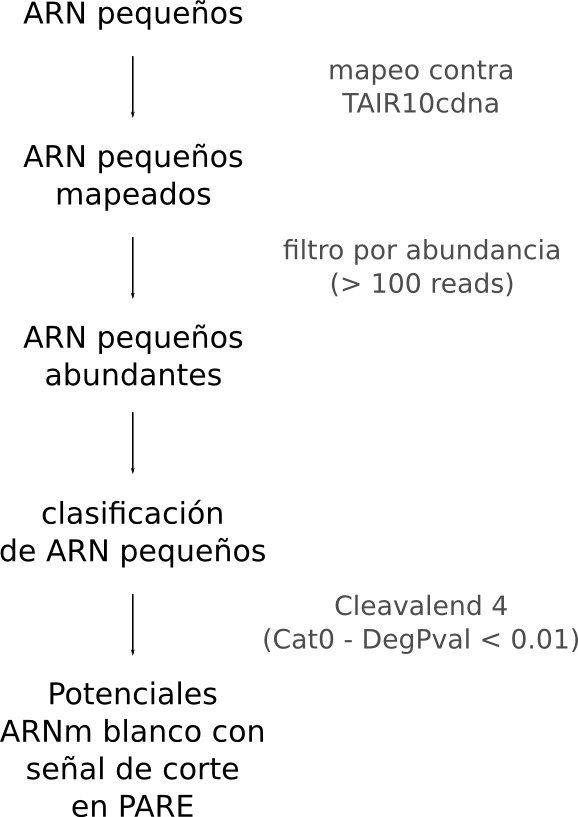 ARN pequeños
mapeo contra
TAIR10cdna
ARN pequeños
mapeados
filtro por abundancia
(> 100 reads)
ARN pequeños
abundantes
clasificación
de ARN pequeños
Cleavalend 4
(Cat0 - DegPval < 0.01)
Potenciales
ARNm blanco con
señal de corte
en PARE